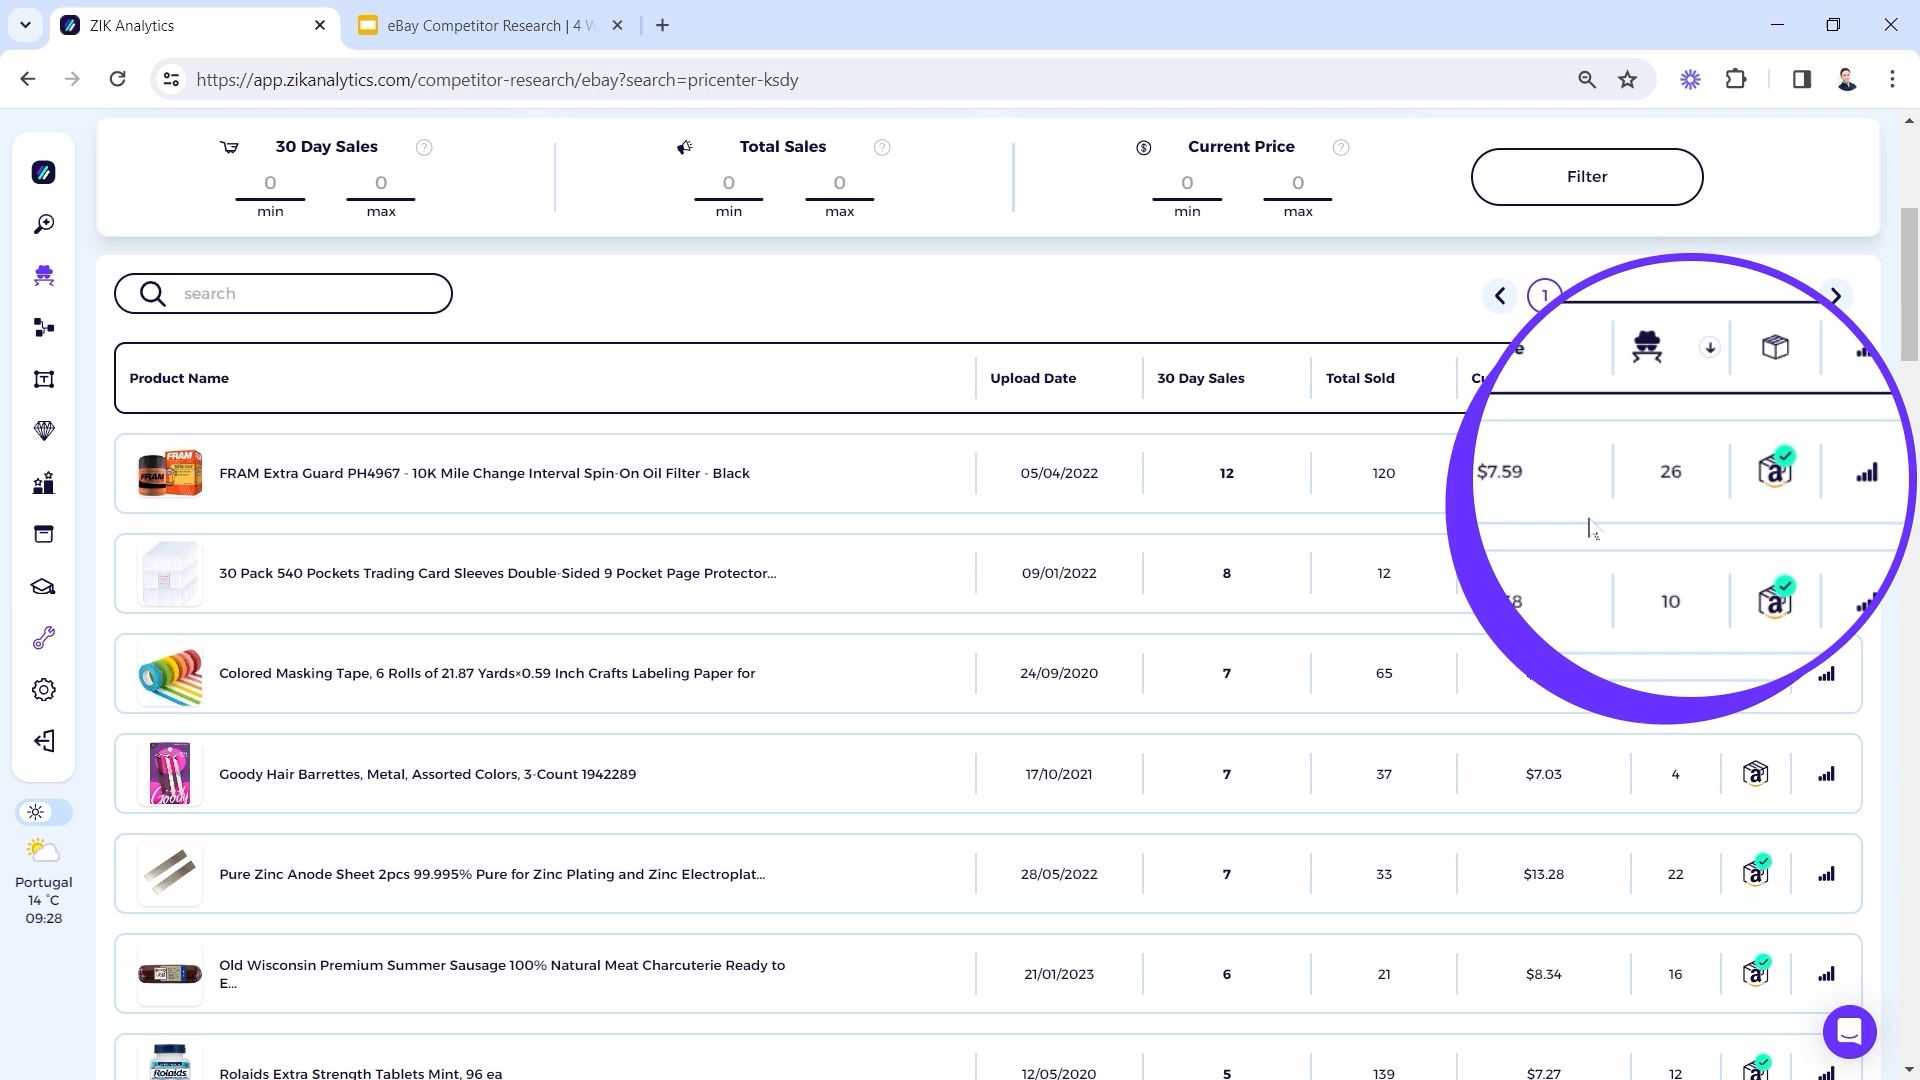 ZIK Analytics
eBay Competitor Research | 4 W
https://app.zikanalytics.com/competitor-research/ebay?search=pricenter-ksdy
30 Day Sales ?
0 0
min max
Total Sales ?
0 0
min max
Current Price ?
0 0
min max
Filter
search
1
Product Name Upload Date 30 Day Sales Total Sold
FRAM
FRAM
FRAM Extra Guard PH4967 - 10K Mile Change Interval Spin-On Oil Filter - Black 05/04/2022 12 120 $7.59 26
30 Pack 540 Pockets Trading Card Sleeves Double-Sided 9 Pocket Page Protector... 09/01/2022 8 12 10
Colored Masking Tape, 6 Rolls of 21.87 Yards×0.59 Inch Crafts Labeling Paper for 24/09/2020 7 65
Goody
Goody Hair Barrettes, Metal, Assorted Colors, 3-Count 1942289 17/10/2021 7 37 $7.03 4
Pure Zinc Anode Sheet 2pcs 99.995% Pure for Zinc Plating and Zinc Electroplat... 28/05/2022 7 33 $13.28 22
Old Wisconsin Premium Summer Sausage 100% Natural Meat Charcuterie Ready to
E... 21/01/2023 6 21 $8.34 16
Rolaids
Rolaids Extra Strength Tablets Mint, 96 ea 12/05/2020 5 139 $7.27 12
Portugal
14 °C
09:28